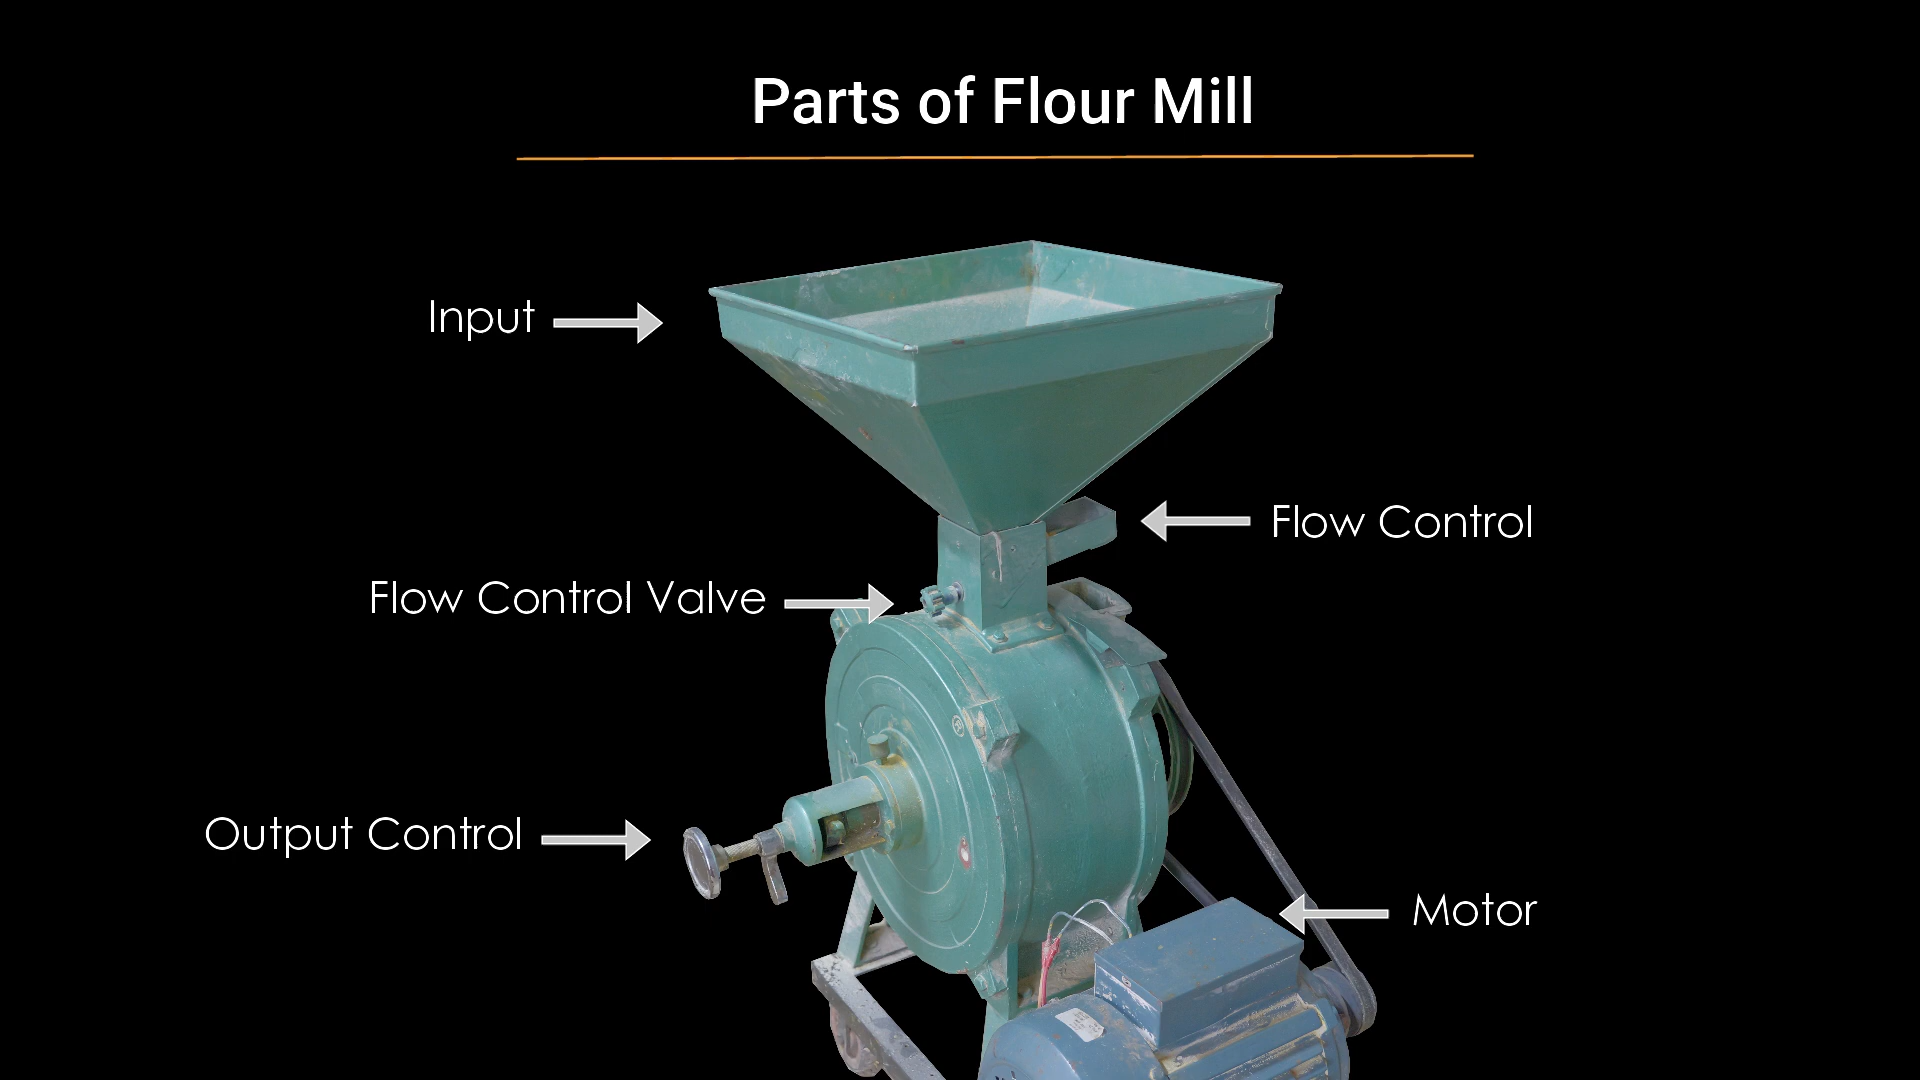 Parts of Flour Mill
Input
Flow Control
Flow Control Valve
Output Control
Motor